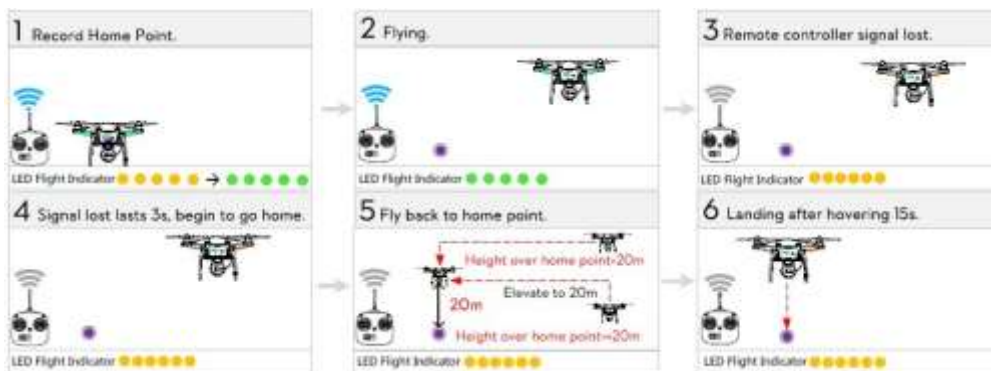 1 Record Home Point.
2 Flying.
3 Remote controller signal lost.
LED Flight Indicator
LED Flight Indicator
LED Flight Indicator
4 Signal lost lasts 3s, begin to go home.
5 Fly back to home point.
6 Landing after hovering 15s.
Height over home point>20m
Elevate to 20m
20m
Height over home point<=20m
LED Flight Indicator
LED Flight Indicator
LED Flight Indicator